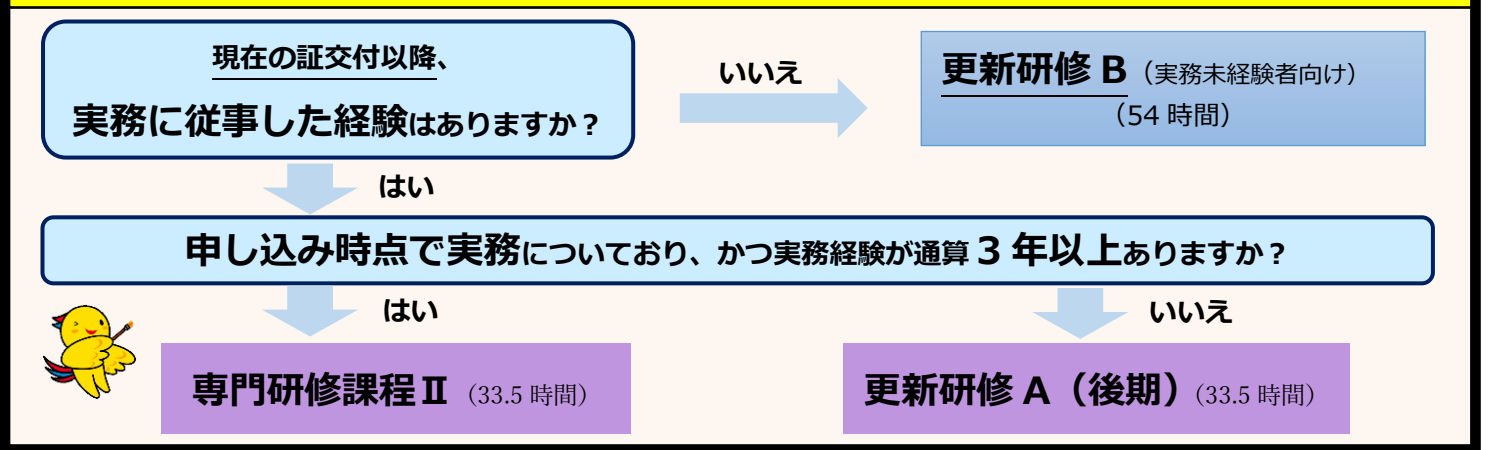 現在の証交付以降、
実務に従事した経験はありますか？
いいえ
更新研修 B（実務未経験者向け）
（54 時間）
はい
申し込み時点で実務についており、かつ実務経験が通算 3 年以上ありますか？
はい
いいえ
専門研修課程Ⅱ（33.5 時間）
更新研修 A（後期）（33.5 時間）